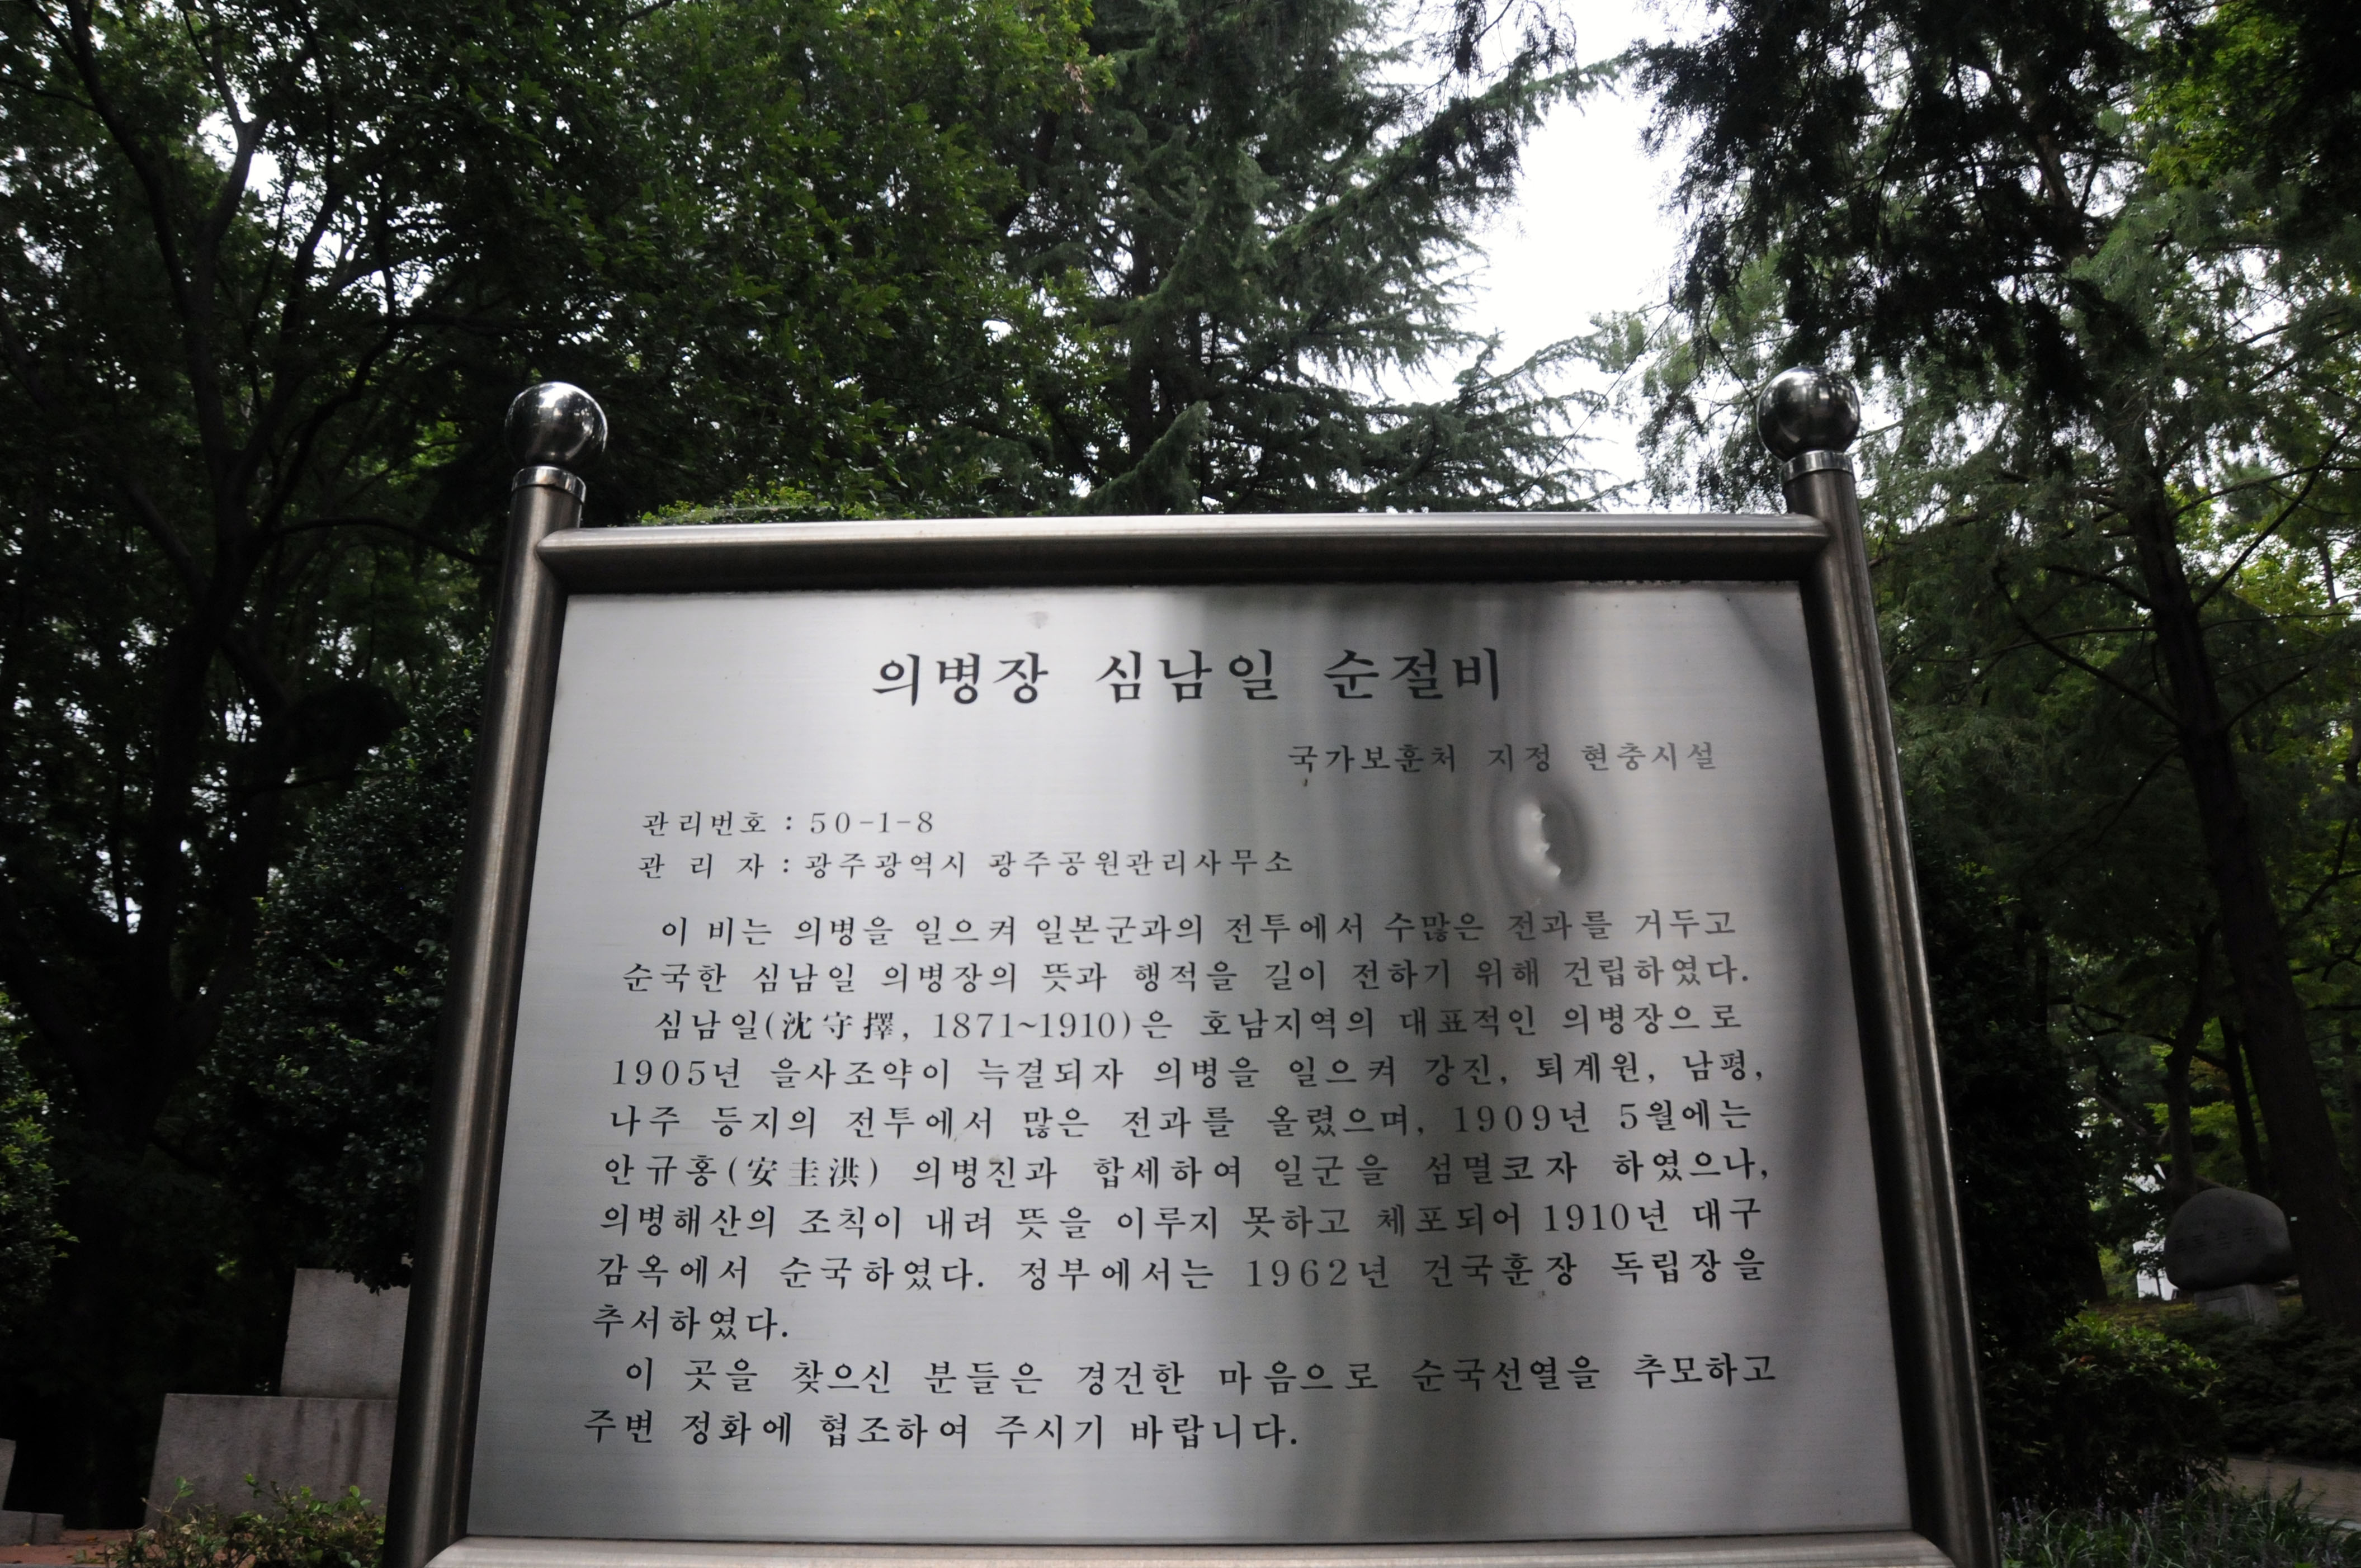 의병장 심남일 순절비
국가보훈처 지정 현충시설
관리번호 : 50-1-8
관 리 자 : 광주광역시 광주공원관리사무소
이 비는 의병을 일으켜 일본군과의 전투에서 수많은 전과를 거두고
순국한 심남일 의병장의 뜻과 행적을 길이 전하기 위해 건립하였다.
심남일(沈守擇, 1871~1910)은 호남지역의 대표적인 의병장으로
1905년 을사조약이 늑결되자 의병을 일으켜 강진, 퇴계원, 남평,
나주 등지의 전투에서 많은 전과를 올렸으며, 1909년 5월에는
안규홍(安圭洪) 의병진과 합세하여 일군을 섬멸코자 하였으나,
의병해산의 조칙이 내려 뜻을 이루지 못하고 체포되어 1910년 대구
감옥에서 순국하였다. 정부에서는 1962년 건국훈장 독립장을
추서하였다.
이 곳을 찾으신 분들은 경건한 마음으로 순국선열을 추모하고
주변 정화에 협조하여 주시기 바랍니다.